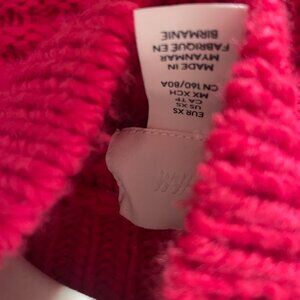 EUR XS
US XS
CA TP
MX XCH
CN 160/80A
MADE IN
MYANMAR
FABRIQUÉ EN
BIRMANIE
H&M